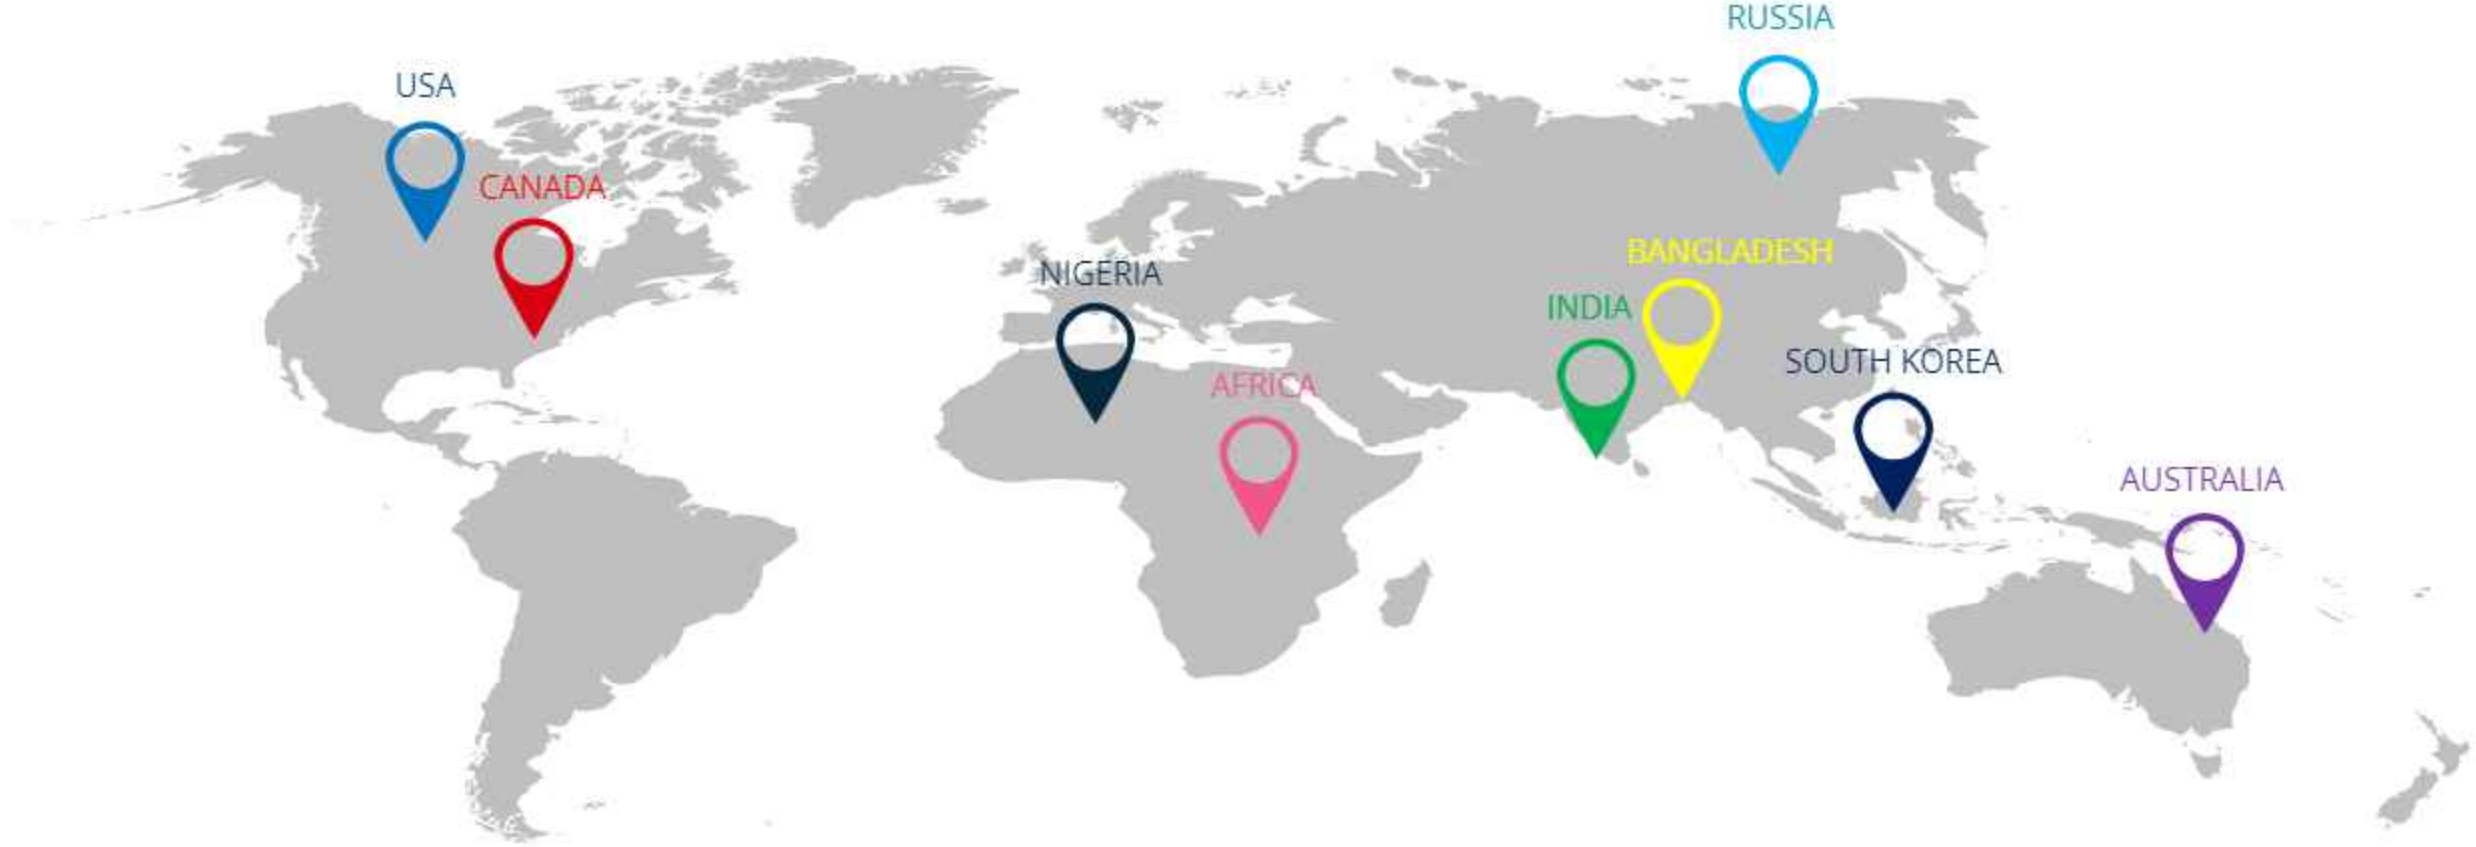 RUSSIA
USA
CANADA
BANGLADESH
NIGERIA
INDIA
SOUTH KOREA
AFRICA
AUSTRALIA